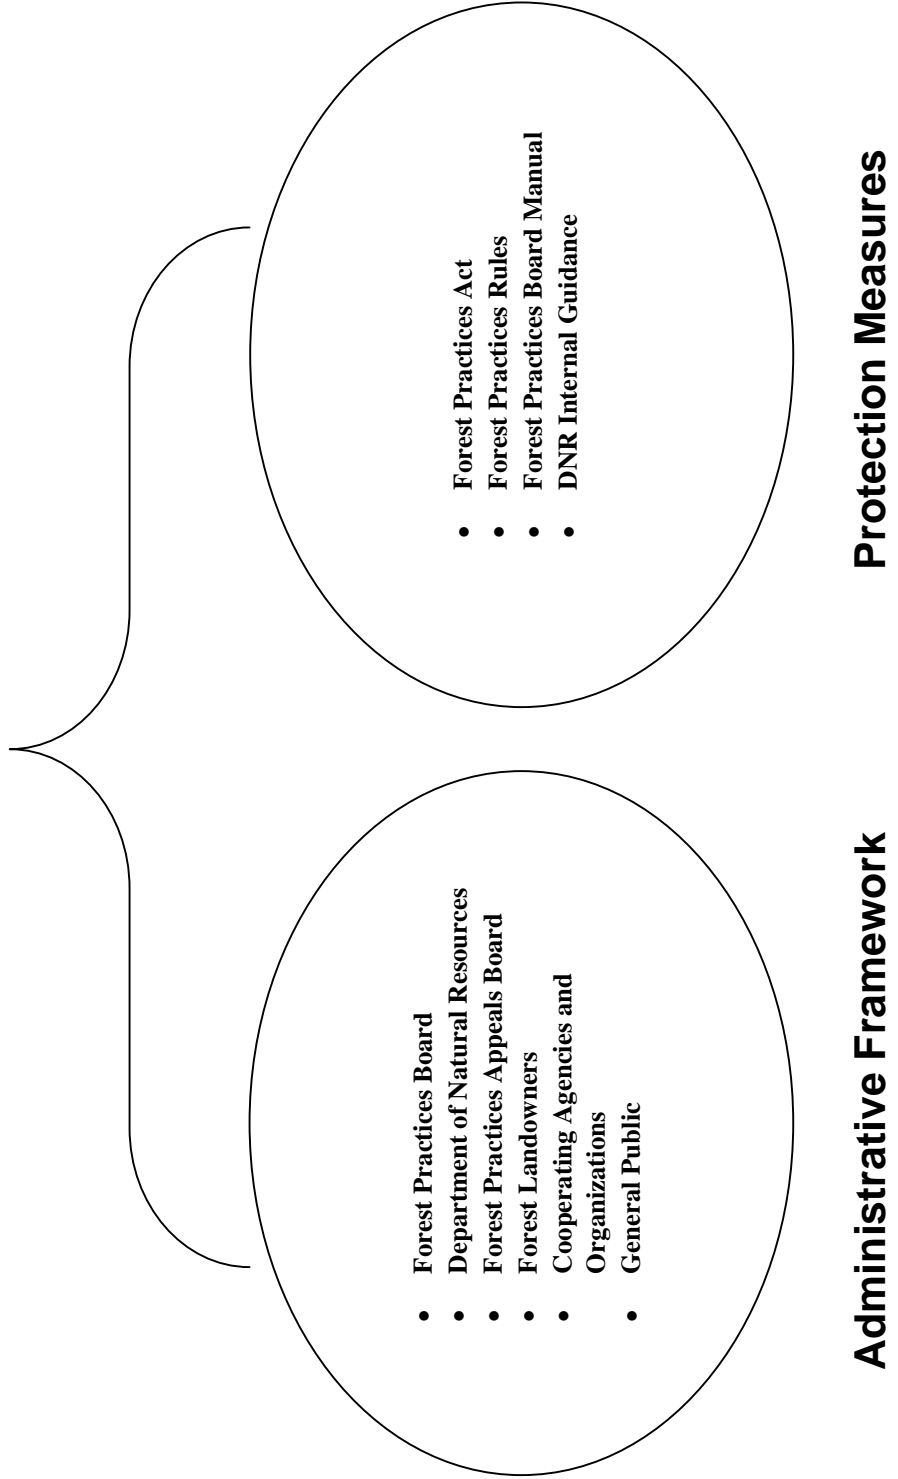 • Forest Practices Board
• Department of Natural Resources
• Forest Practices Appeals Board
• Forest Landowners
• Cooperating Agencies and
Organizations
• General Public
Administrative Framework
• Forest Practices Act
• Forest Practices Rules
• Forest Practices Board Manual
• DNR Internal Guidance
Protection Measures